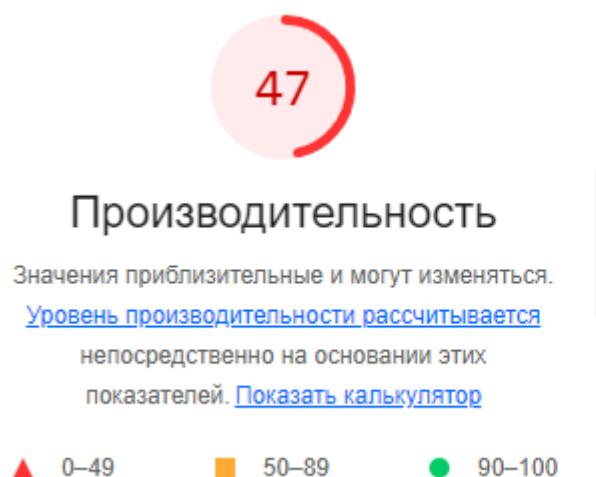 47
Производительность
Значения приблизительные и могут изменяться.
Уровень производительности рассчитывается
непосредственно на основании этих
показателей. Показать калькулятор
0–49 50–89 90–100